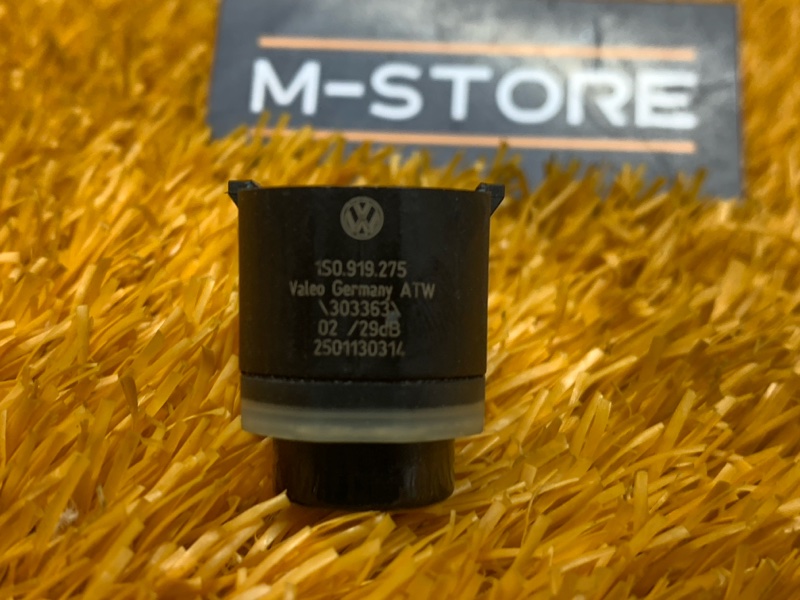 M-STORE
1S0.919.275
Valeo Germany ATW
\303363\
02 /29dB
2501130314